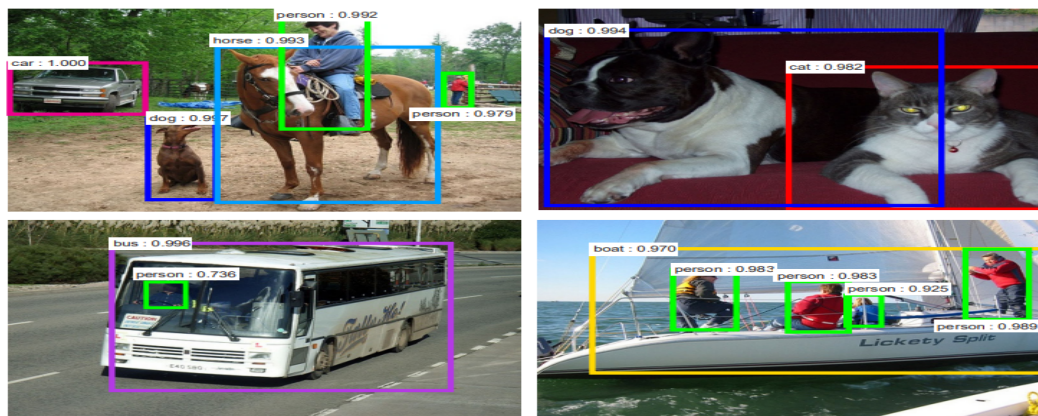 person : 0.992
horse : 0.993
car : 1.000
dog : 0.997
person : 0.979
dog : 0.994
cat : 0.982
bus : 0.996
person : 0.736
CAUTION
boat : 0.970
person : 0.983
person : 0.983
person : 0.925
person : 0.989
Lickety Split